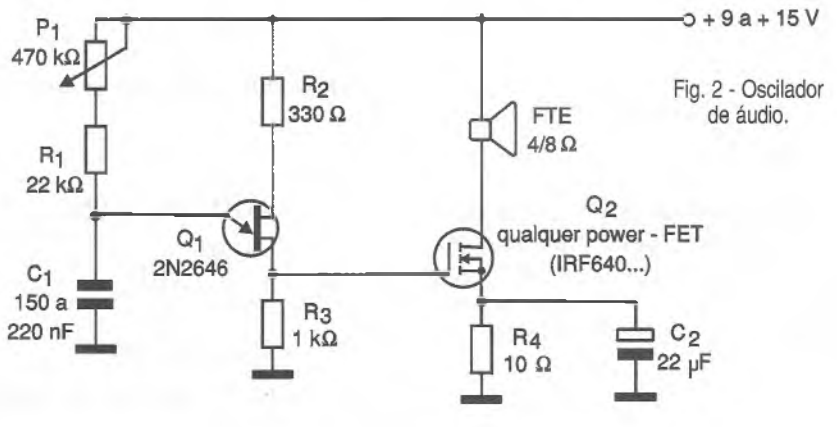 P1
470 kΩ
R1
22 kΩ
C1
150 a
220 nF
Q1
2N2646
R2
330 Ω
R3
1 kΩ
FTE
4/8 Ω
Q2
qualquer power - FET
(IRF640...)
R4
10 Ω
C2
22 µF
+ 9 a + 15 V
Fig. 2 - Oscilador
de áudio.